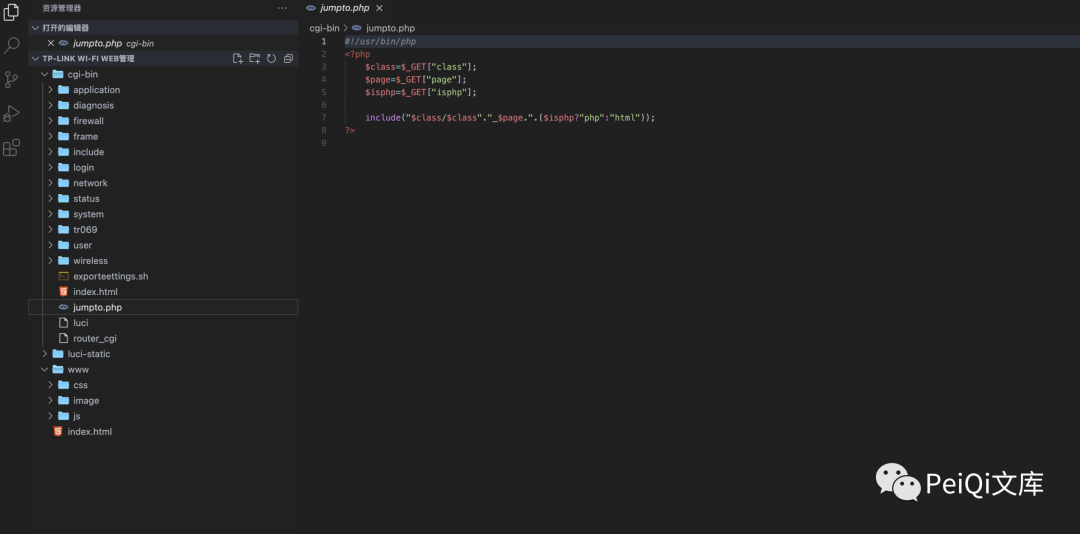 资源管理器
打开的编辑器
jumpto.php cgi-bin
TP-LINK WI-FI WEB管理
cgi-bin
application
diagnosis
firewall
frame
include
login
network
status
system
tr069
user
wireless
exporteettings.sh
index.html
jumpto.php
luci
router_cgi
luci-static
www
css
image
js
index.html
jumpto.php
cgi-bin > jumpto.php
1 #!/usr/bin/php
2 <?php
3 $class=$_GET["class"];
4 $page=$_GET["page"];
5 $isphp=$_GET["isphp"];
6
7 include("$class/$class"."_$page.".($isphp?"php":"html"));
8 ?>
9
PeiQi文库